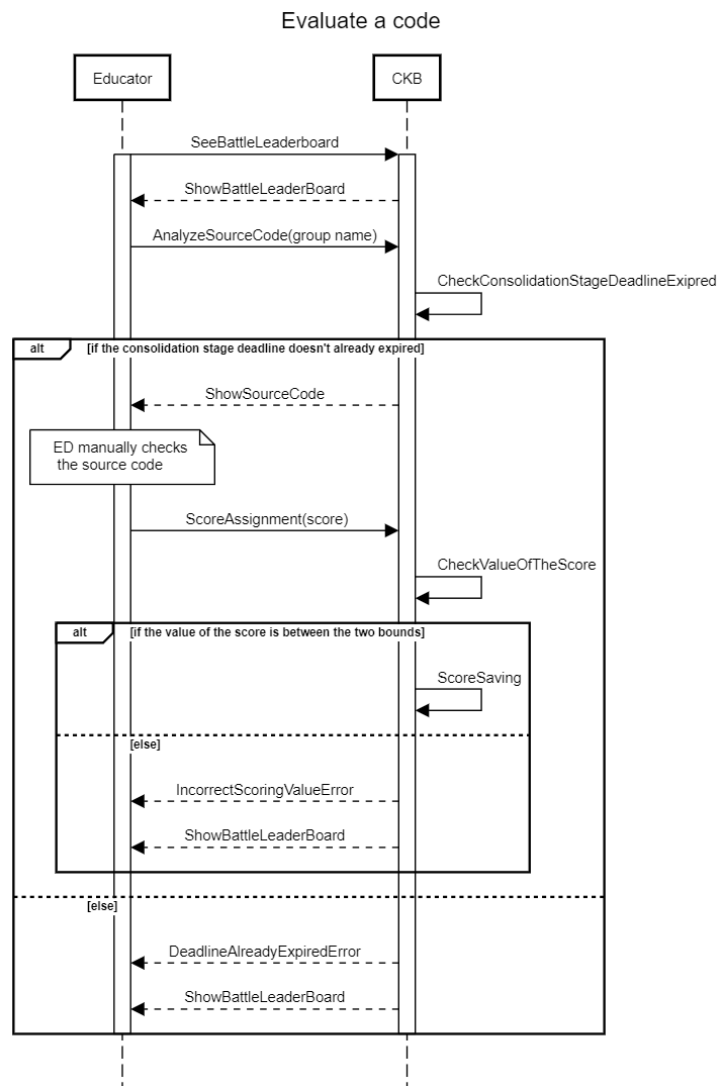 Evaluate a code
Educator
CKB
SeeBattleLeaderboard
ShowBattleLeaderBoard
AnalyzeSourceCode(group name)
CheckConsolidationStageDeadlineExipred
alt
[if the consolidation stage deadline doesn't already expired]
ShowSourceCode
ED manually checks
the source code
ScoreAssignment(score)
CheckValueOfTheScore
alt
[if the value of the score is between the two bounds]
ScoreSaving
[else]
IncorrectScoringValueError
ShowBattleLeaderBoard
[else]
DeadlineAlreadyExpiredError
ShowBattleLeaderBoard